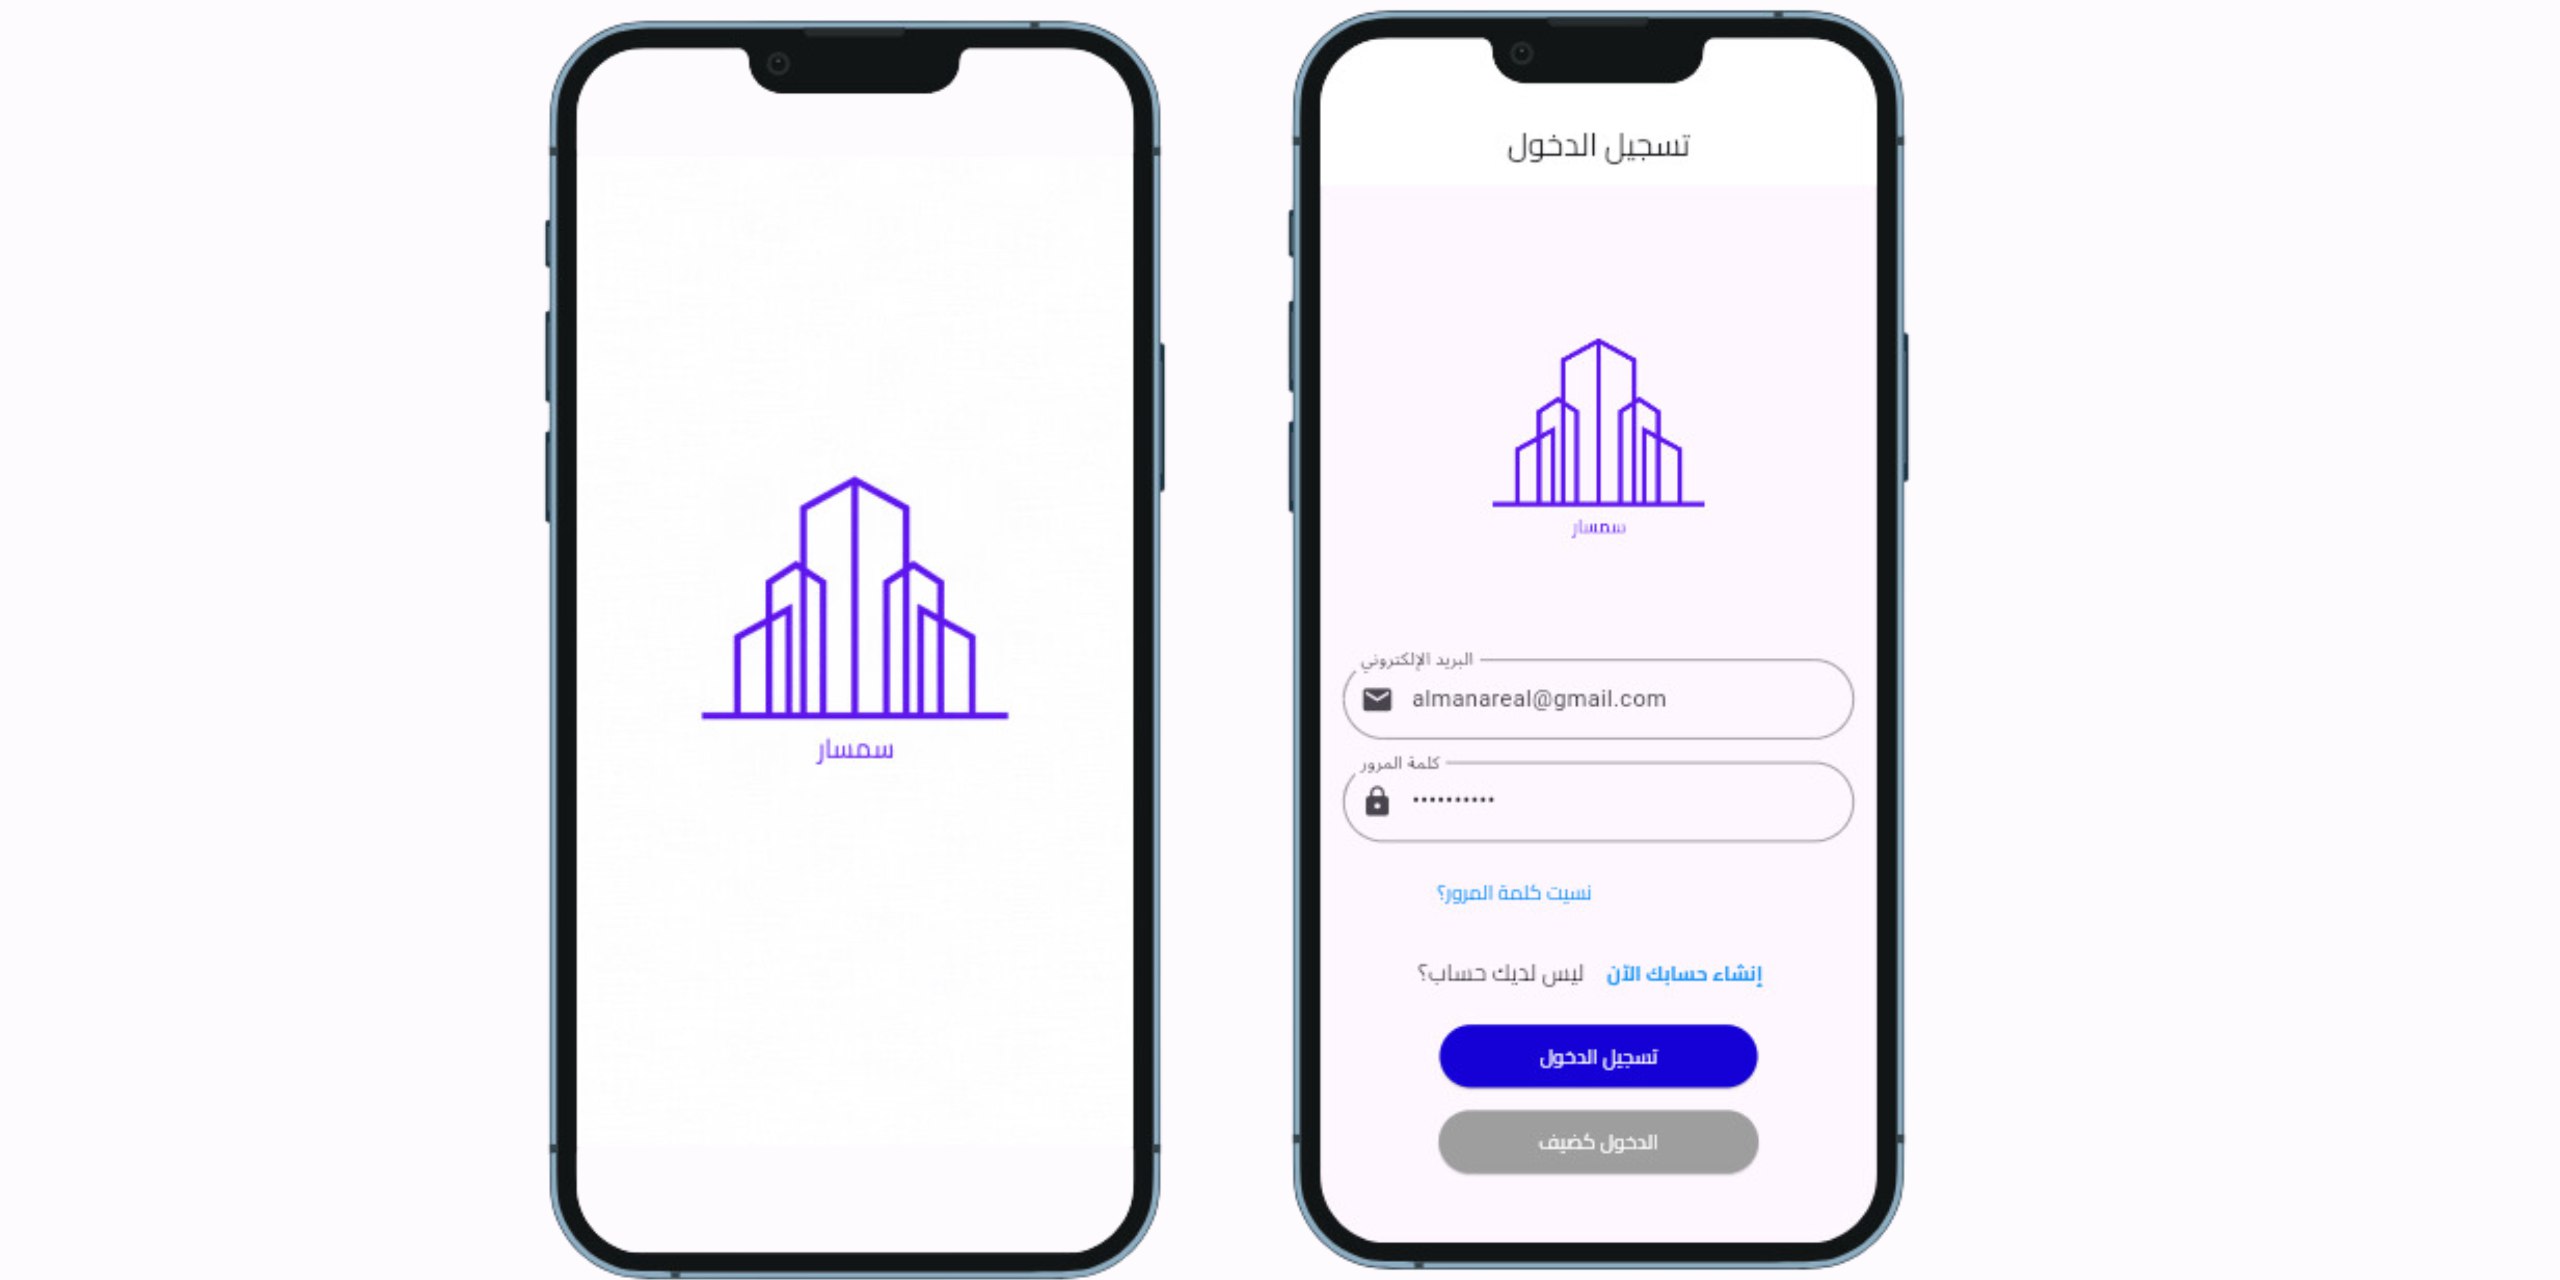 سمسار
تسجيل الدخول
سمسار
البريد الإلكتروني
almanareal@gmail.com
كلمة المرور
••••••••••
نسيت كلمة المرور؟
ليس لديك حساب؟ إنشاء حسابك الآن
تسجيل الدخول
الدخول كضيف